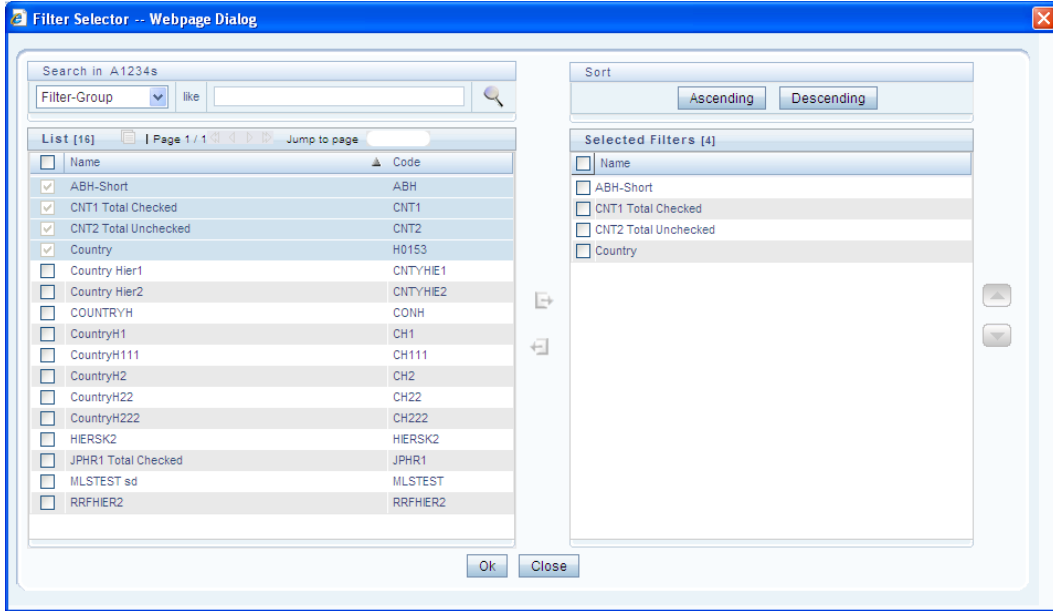 Filter Selector -- Webpage Dialog
Search in A1234s
Filter-Group like
List [16] | Page 1 / 1 Jump to page
Name Code
ABH-Short ABH
CNT1 Total Checked CNT1
CNT2 Total Unchecked CNT2
Country H0153
Country Hier1 CNTYHIE1
Country Hier2 CNTYHIE2
COUNTRYH CONH
CountryH1 CH1
CountryH111 CH111
CountryH2 CH2
CountryH22 CH22
CountryH222 CH222
HIERSK2 HIERSK2
JPHR1 Total Checked JPHR1
MLSTEST sd MLSTEST
RRFHIER2 RRFHIER2
Sort
Ascending Descending
Selected Filters [4]
Name
ABH-Short
CNT1 Total Checked
CNT2 Total Unchecked
Country
Ok Close